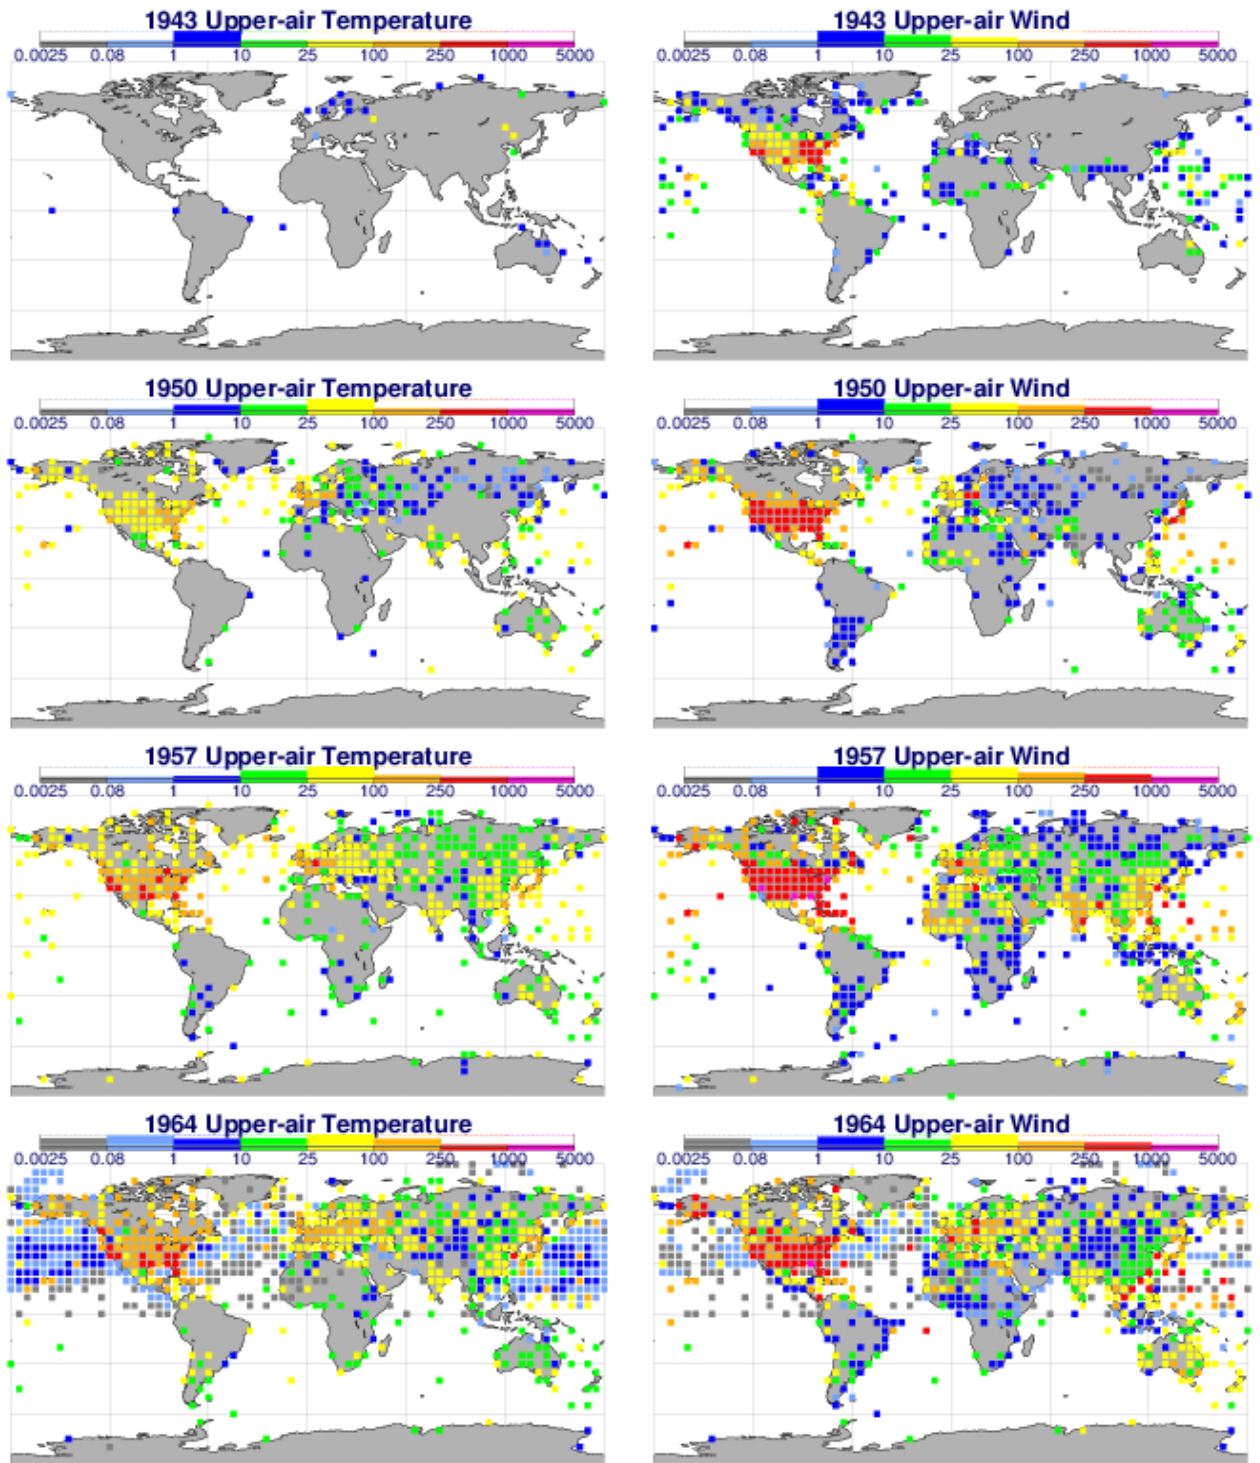 1943 Upper-air Temperature
0.0025 0.08 1 10 25 100 250 1000 5000
1943 Upper-air Wind
0.0025 0.08 1 10 25 100 250 1000 5000
1950 Upper-air Temperature
0.0025 0.08 1 10 25 100 250 1000 5000
1950 Upper-air Wind
0.0025 0.08 1 10 25 100 250 1000 5000
1957 Upper-air Temperature
0.0025 0.08 1 10 25 100 250 1000 5000
1957 Upper-air Wind
0.0025 0.08 1 10 25 100 250 1000 5000
1964 Upper-air Temperature
0.0025 0.08 1 10 25 100 250 1000 5000
1964 Upper-air Wind
0.0025 0.08 1 10 25 100 250 1000 5000